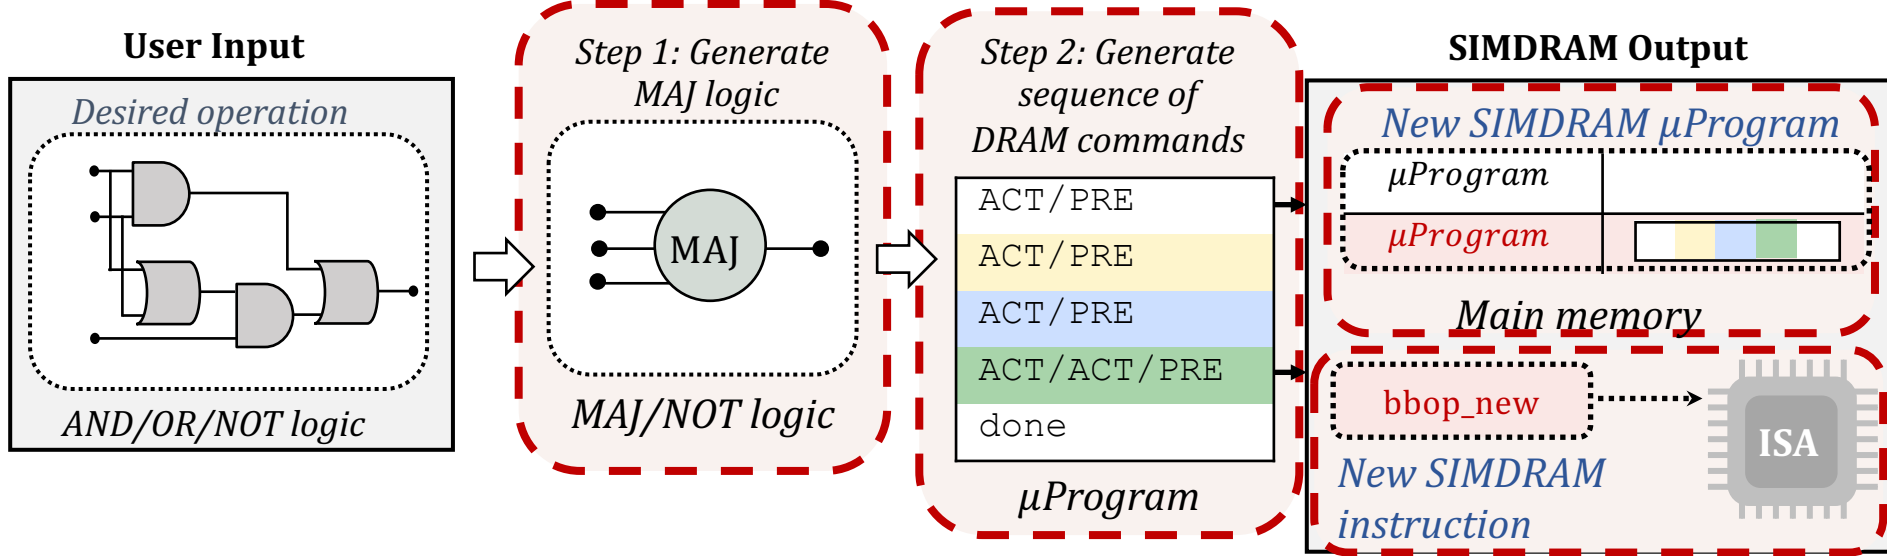 User Input
Desired operation
AND/OR/NOT logic
Step 1: Generate
MAJ logic
MAJ
MAJ/NOT logic
Step 2: Generate
sequence of
DRAM commands
ACT/PRE
ACT/PRE
ACT/PRE
ACT/ACT/PRE
done
μProgram
SIMDRAM Output
New SIMDRAM μProgram
μProgram
μProgram
Main memory
bbop_new
ISA
New SIMDRAM
instruction